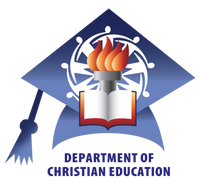 DEPARTMENT OF
CHRISTIAN EDUCATION